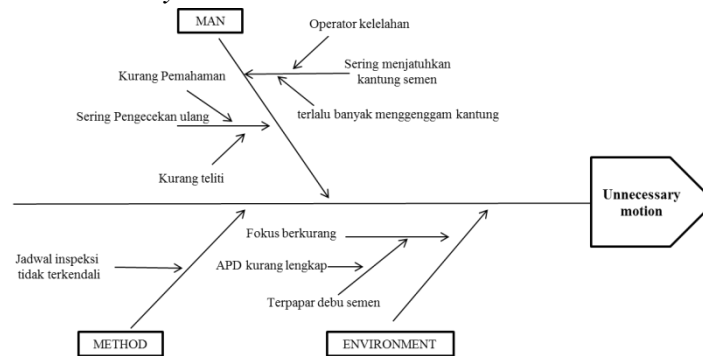 MAN
Operator kelelahan
Sering menjatuhkan
kantung semen
Kurang Pemahaman
terlalu banyak menggenggam kantung
Sering Pengecekan ulang
Kurang teliti
Unnecessary
motion
Fokus berkurang
Jadwal inspeksi
tidak terkendali
APD kurang lengkap
Terpapar debu semen
METHOD
ENVIRONMENT